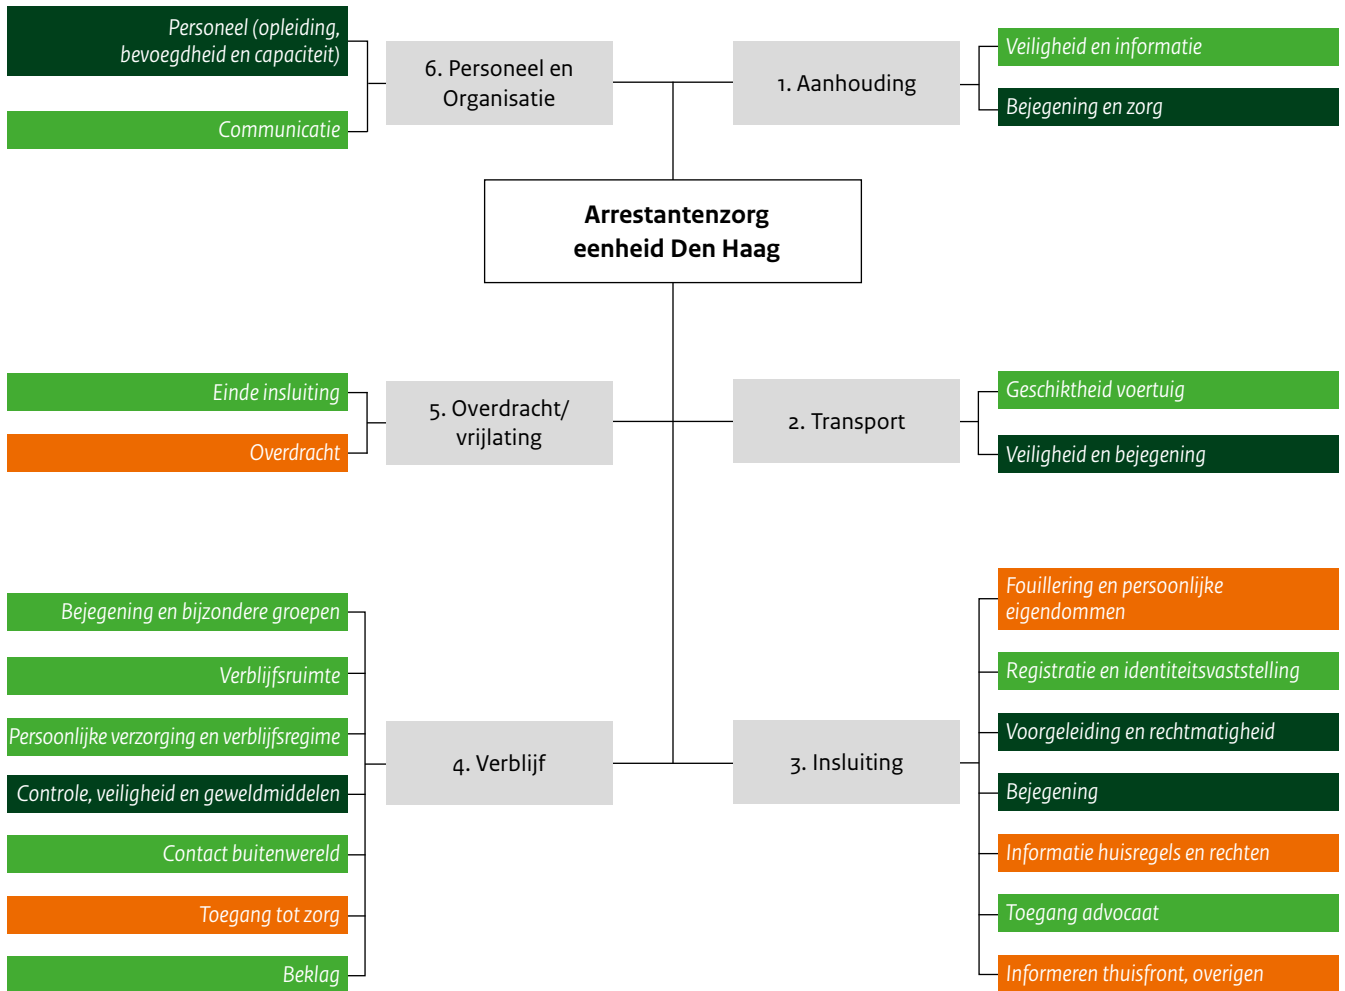 Personeel (opleiding,
bevoegdheid en capaciteit)
Communicatie
6. Personeel en
Organisatie
1. Aanhouding
Veiligheid en informatie
Bejegening en zorg
Arrestantenzorg
eenheid Den Haag
Einde insluiting
Overdracht
5. Overdracht/
vrijlating
2. Transport
Geschiktheid voertuig
Veiligheid en bejegening
Bejegening en bijzondere groepen
Verblijfsruimte
Persoonlijke verzorging en verblijfsregime
Controle, veiligheid en geweldmiddelen
Contact buitenwereld
Toegang tot zorg
Beklag
4. Verblijf
3. Insluiting
Fouillering en persoonlijke
eigendommen
Registratie en identiteitsvaststelling
Voorgeleiding en rechtmatigheid
Bejegening
Informatie huisregels en rechten
Toegang advocaat
Informeren thuisfront, overigen